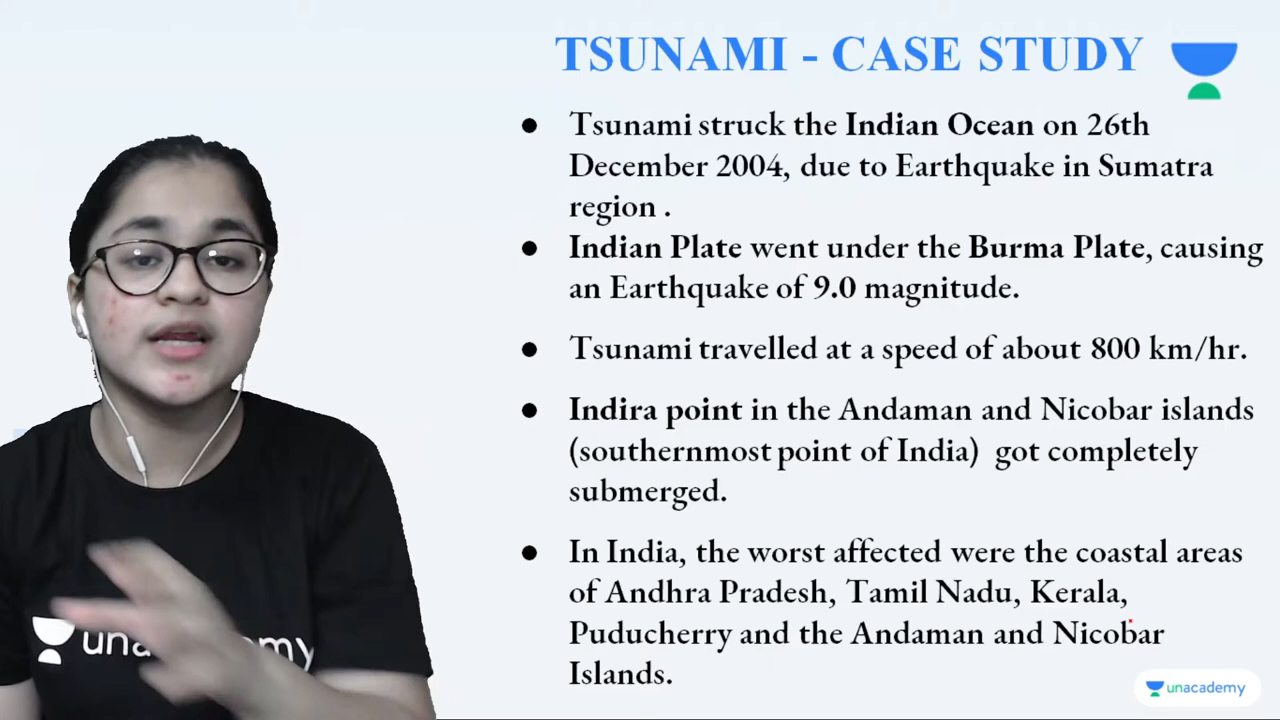 TSUNAMI - CASE STUDY
● Tsunami struck the Indian Ocean on 26th
December 2004, due to Earthquake in Sumatra
region .
● Indian Plate went under the Burma Plate, causing
an Earthquake of 9.0 magnitude.
● Tsunami travelled at a speed of about 800 km/hr.
● Indira point in the Andaman and Nicobar islands
(southernmost point of India) got completely
submerged.
● In India, the worst affected were the coastal areas
of Andhra Pradesh, Tamil Nadu, Kerala,
Puducherry and the Andaman and Nicobar
Islands.
unacademy